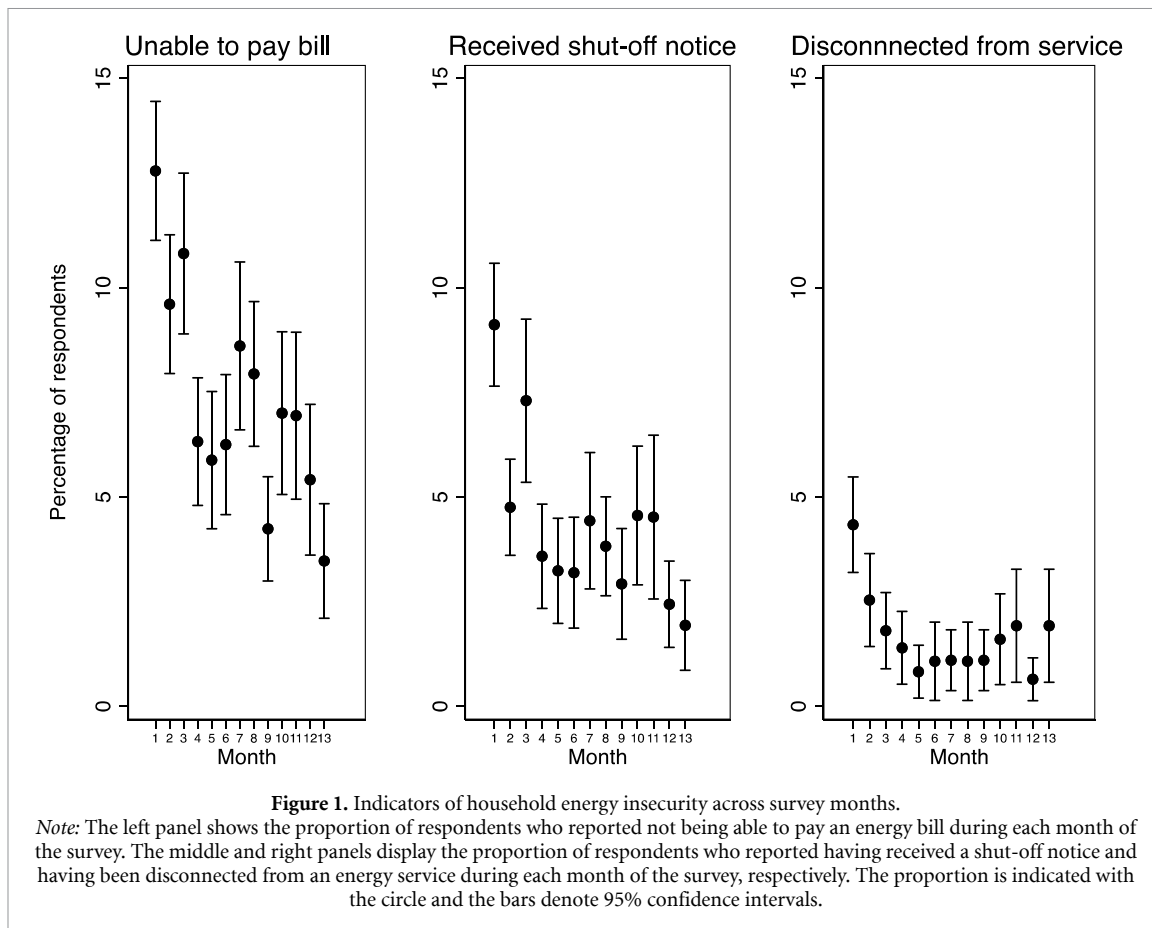 Unable to pay bill
Received shut-off notice
Disconnnected from service
Percentage of respondents
15
10
5
0
1 2 3 4 5 6 7 8 9 10 11 12 13
Month
15
10
5
0
1 2 3 4 5 6 7 8 9 10 11 12 13
Month
15
10
5
0
1 2 3 4 5 6 7 8 9 10 11 12 13
Month
Figure 1. Indicators of household energy insecurity across survey months.
Note: The left panel shows the proportion of respondents who reported not being able to pay an energy bill during each month of
the survey. The middle and right panels display the proportion of respondents who reported having received a shut-off notice and
having been disconnected from an energy service during each month of the survey, respectively. The proportion is indicated with
the circle and the bars denote 95% confidence intervals.